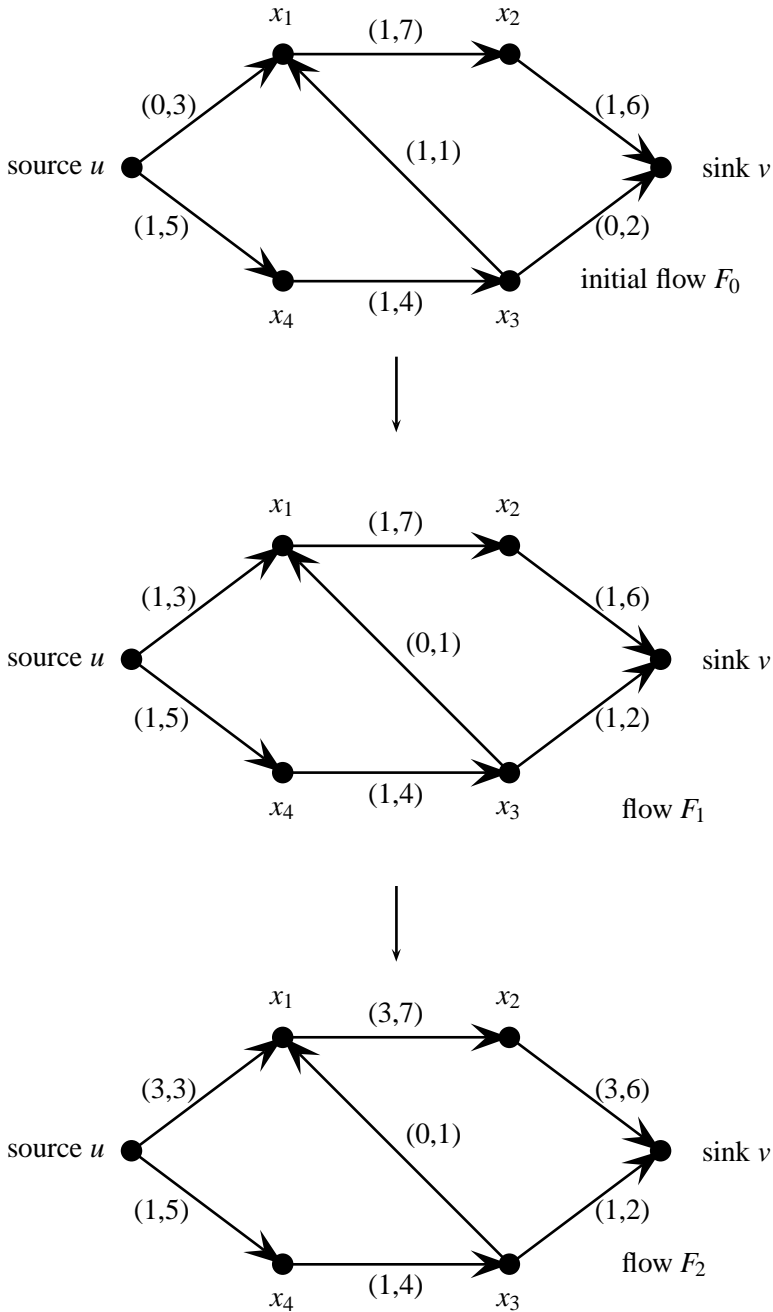 x1
x2
(1,7)
(0,3)
(1,6)
(1,1)
source u
sink v
(1,5)
(0,2)
initial flow F0
(1,4)
x4
x3
x1
x2
(1,7)
(1,3)
(1,6)
(0,1)
source u
sink v
(1,5)
(1,2)
(1,4)
x4
x3
flow F1
x1
x2
(3,7)
(3,3)
(3,6)
(0,1)
source u
sink v
(1,5)
(1,2)
flow F2
(1,4)
x4
x3